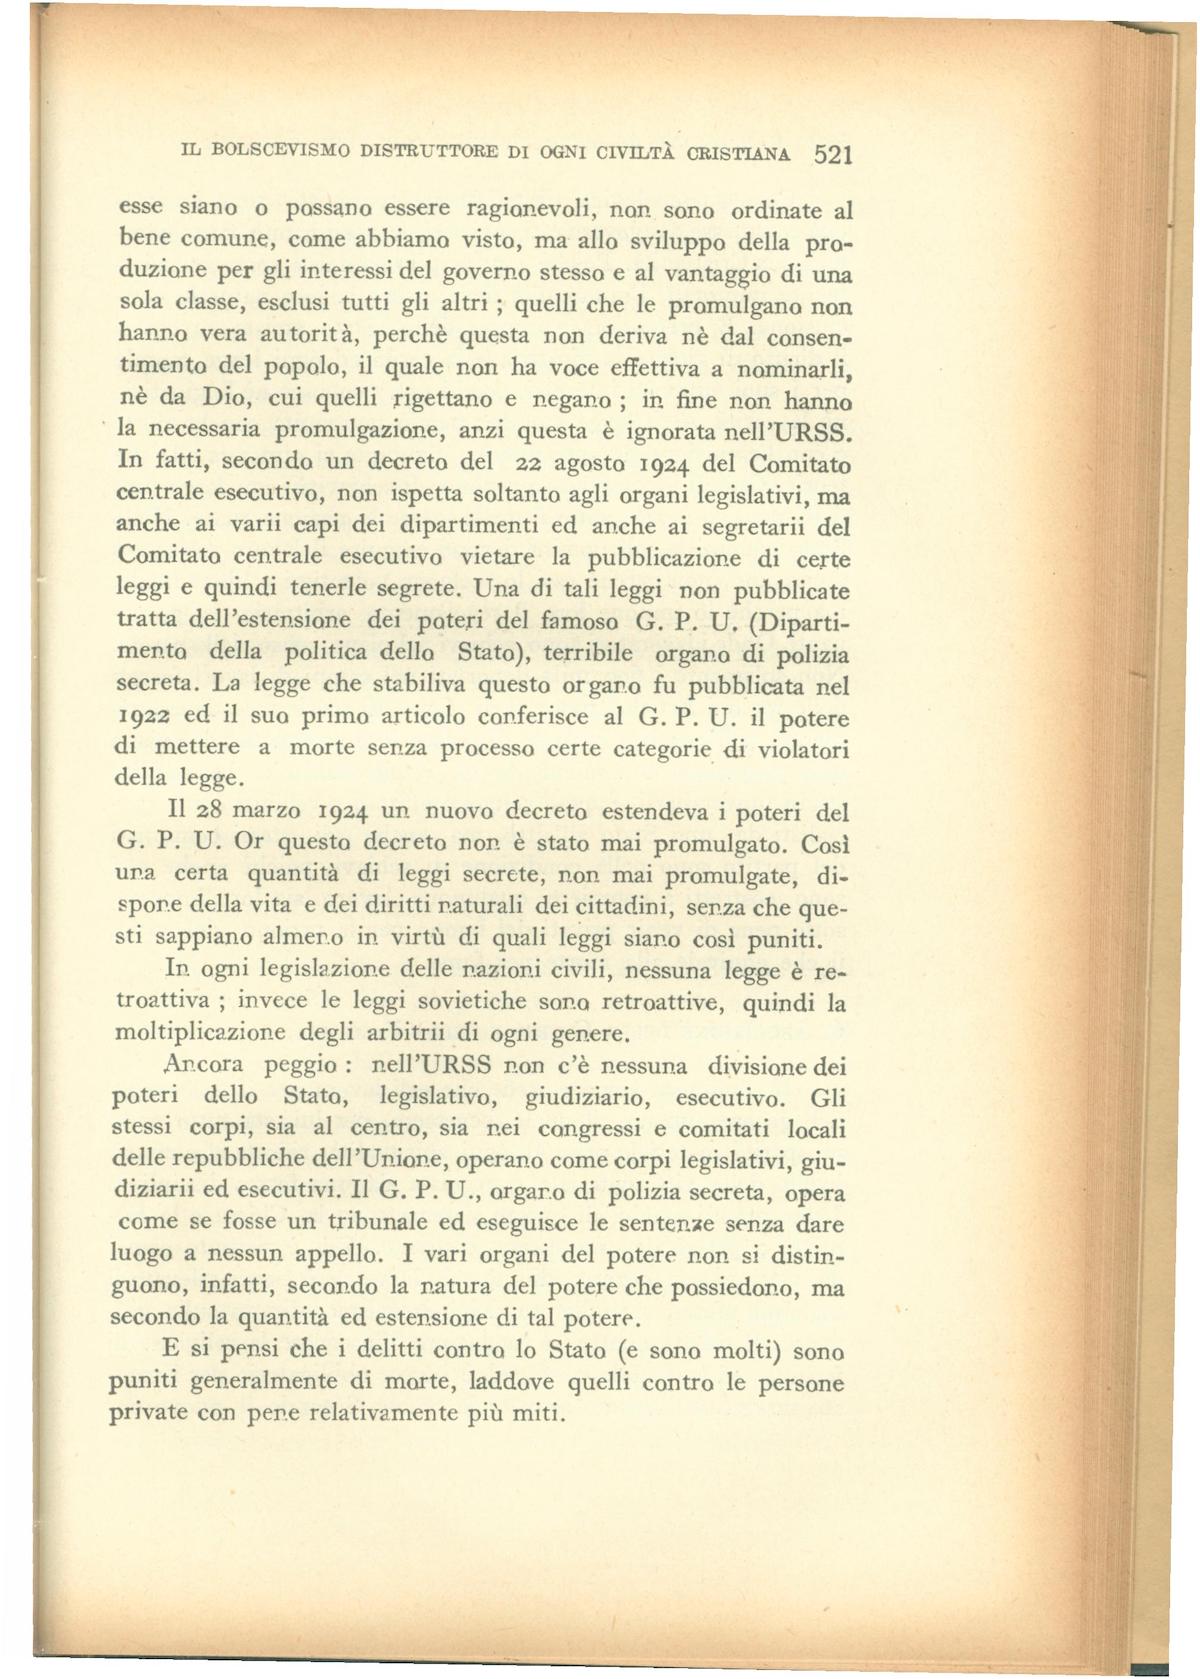 IL BOLSCEVISMO DISTRUTTORE DI OGNI CIVILTÀ CRISTIANA 521
esse siano o possano essere ragionevoli, non sono ordinate al
bene comune, come abbiamo visto, ma allo sviluppo della pro-
duzione per gli interessi del governo stesso e al vantaggio di una
sola classe, esclusi tutti gli altri ; quelli che le promulgano non
hanno vera autorità, perchè questa non deriva nè dal consen-
timento del popolo, il quale non ha voce effettiva a nominarli,
nè da Dio, cui quelli rigettano e negano ; in fine non hanno
la necessaria promulgazione, anzi questa è ignorata nell'URSS.
In fatti, secondo un decreto del 22 agosto 1924 del Comitato
centrale esecutivo, non ispetta soltanto agli organi legislativi, ma
anche ai varii capi dei dipartimenti ed anche ai segretarii del
Comitato centrale esecutivo vietare la pubblicazione di certe
leggi e quindi tenerle segrete. Una di tali leggi non pubblicate
tratta dell'estensione dei poteri del famoso G. P. U. (Diparti-
mento della politica dello Stato), terribile organo di polizia
secreta. La legge che stabiliva questo organo fu pubblicata nel
1922 ed il suo primo articolo conferisce al G. P. U. il potere
di mettere a morte senza processo certe categorie di violatori
della legge.
Il 28 marzo 1924 un nuovo decreto estendeva i poteri del
G. P. U. Or questo decreto non è stato mai promulgato. Così
una certa quantità di leggi secrete, non mai promulgate, di-
spone della vita e dei diritti naturali dei cittadini, senza che que-
sti sappiano almeno in virtù di quali leggi siano così puniti.
In ogni legislazione delle nazioni civili, nessuna legge è re-
troattiva ; invece le leggi sovietiche sono retroattive, quindi la
moltiplicazione degli arbitrii di ogni genere.
Ancora peggio : nell'URSS non c'è nessuna divisione dei
poteri dello Stato, legislativo, giudiziario, esecutivo. Gli
stessi corpi, sia al centro, sia nei congressi e comitati locali
delle repubbliche dell'Unione, operano come corpi legislativi, giu-
diziarii ed esecutivi. Il G. P. U., organo di polizia secreta, opera
come se fosse un tribunale ed eseguisce le sentenze senza dare
luogo a nessun appello. I vari organi del potere non si distin-
guono, infatti, secondo la natura del potere che possiedono, ma
secondo la quantità ed estensione di tal potere.
E si pensi che i delitti contro lo Stato (e sono molti) sono
puniti generalmente di morte, laddove quelli contro le persone
private con pene relativamente più miti.